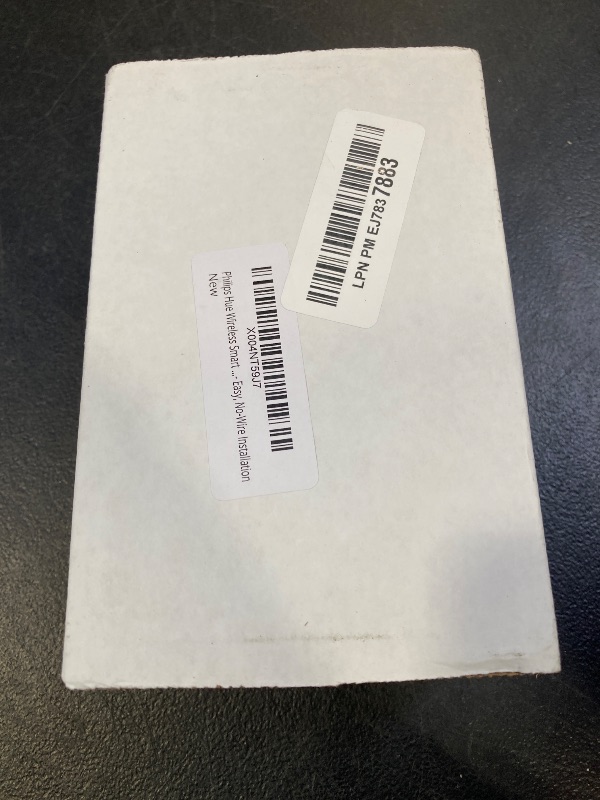 LPN PM EJ783 7883
X004NT59J7
Philips Hue Wireless Smart ...- Easy, No-Wire Installation
New